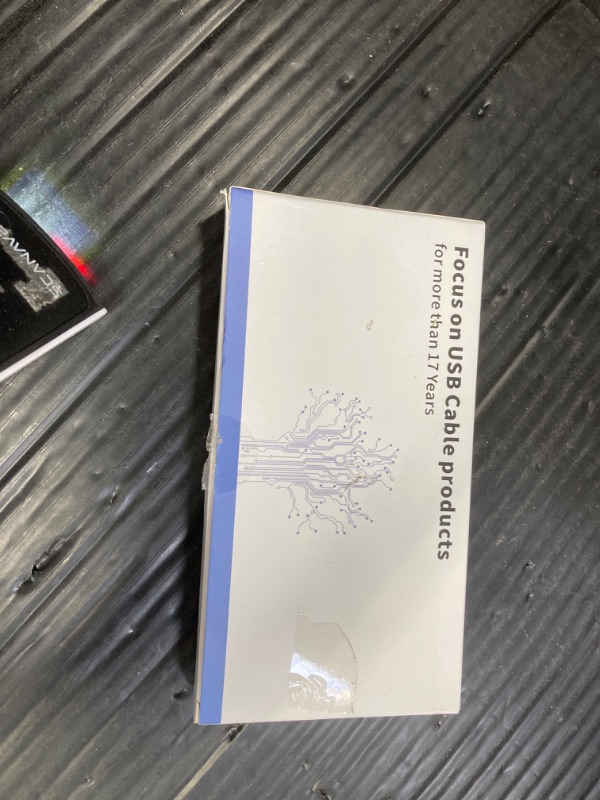 Focus on USB Cable products
for more than 17 Years